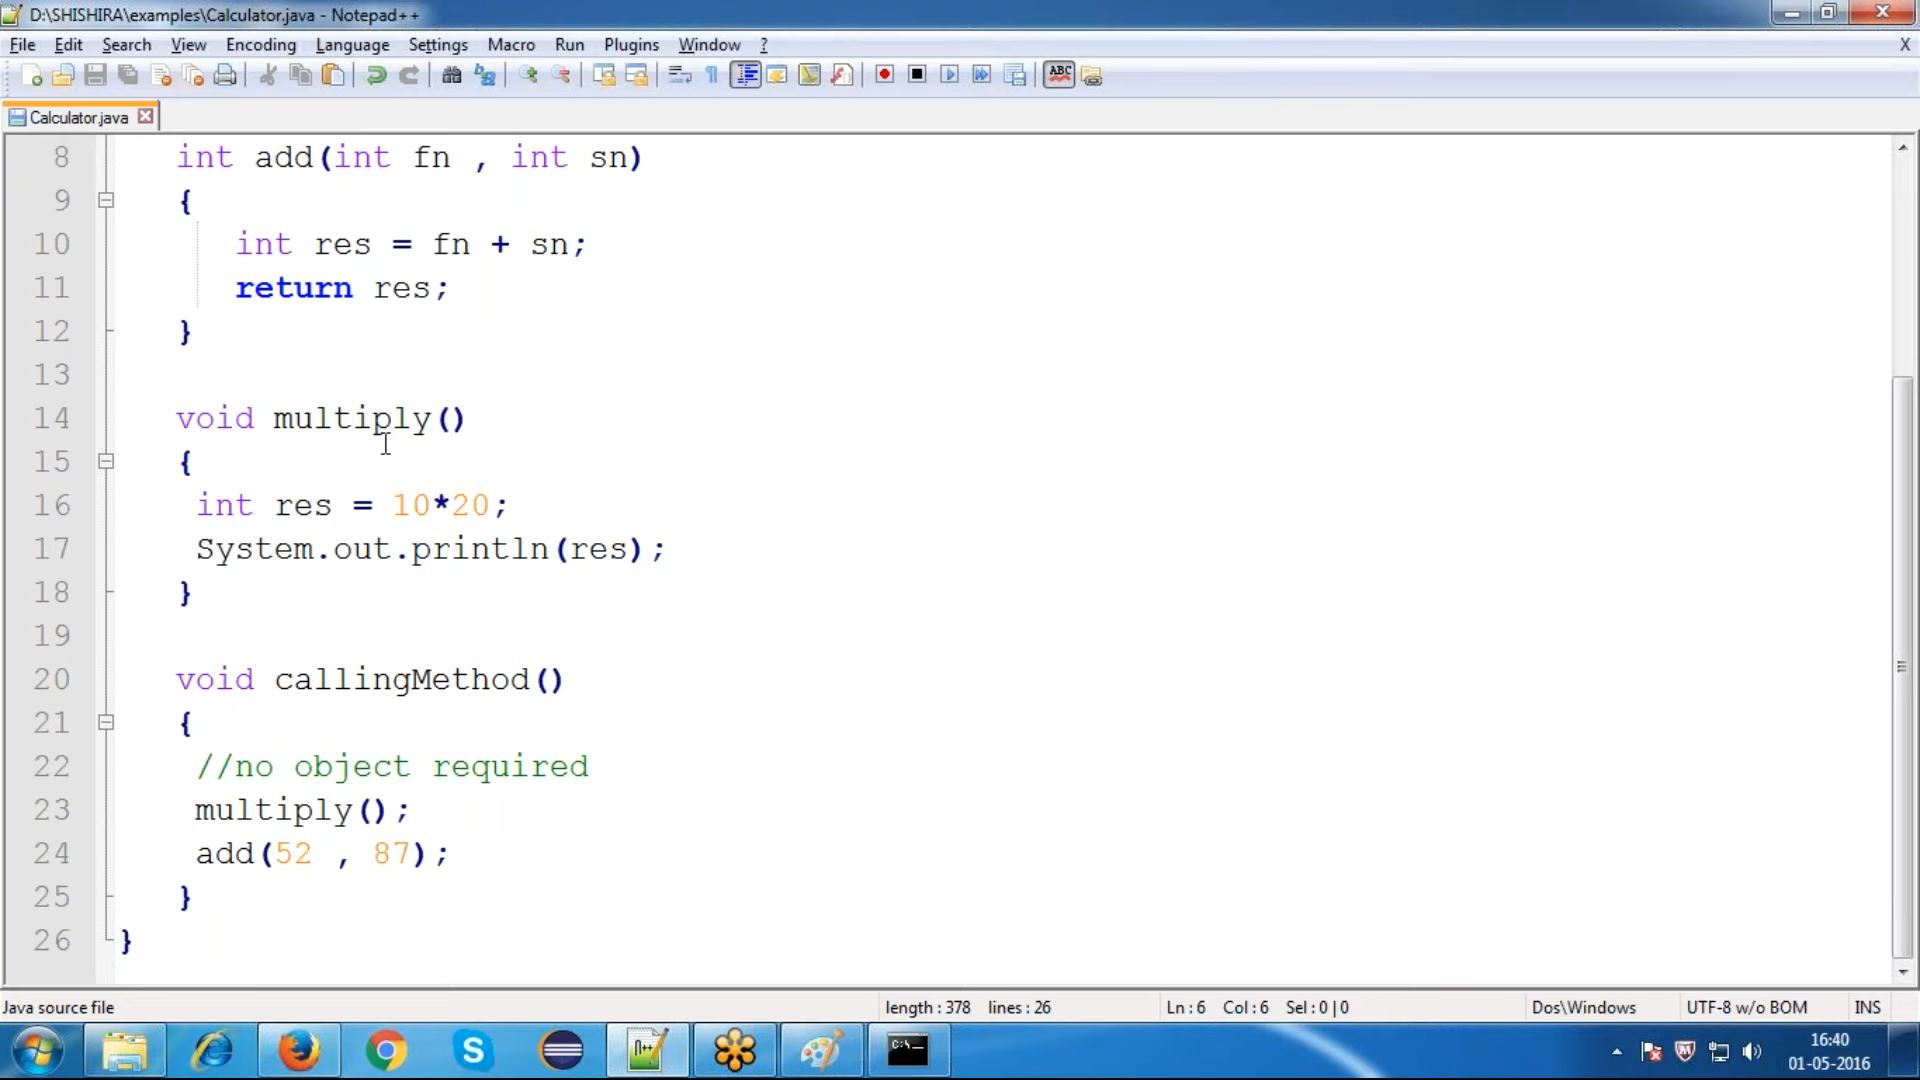 D:\SHISHIRA\examples\Calculator.java - Notepad++
File Edit Search View Encoding Language Settings Macro Run Plugins Window ? X
ABC
Calculator.java
8 int add(int fn , int sn)
9 {
10 int res = fn + sn;
11 return res;
12 }
13
14 void multiply()
15 {
16 int res = 10*20;
17 System.out.println(res);
18 }
19
20 void callingMethod()
21 {
22 //no object required
23 multiply();
24 add(52 , 87);
25 }
26 }
Java source file length : 378 lines : 26 Ln : 6 Col : 6 Sel : 0 | 0 Dos\Windows UTF-8 w/o BOM INS
16:40
01-05-2016